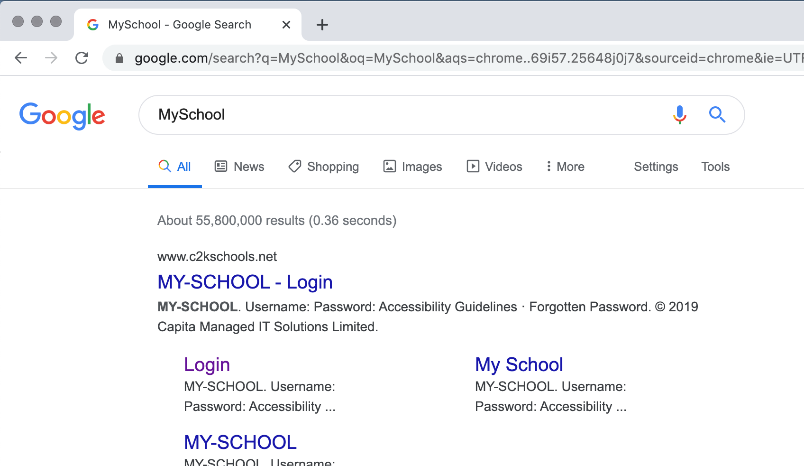 MySchool - Google Search
google.com/search?q=MySchool&oq=MySchool&aqs=chrome..69i57.25648j0j7&sourceid=chrome&ie=UTF
Google
MySchool
All News Shopping Images Videos More Settings Tools
About 55,800,000 results (0.36 seconds)
www.c2kschools.net
MY-SCHOOL - Login
MY-SCHOOL. Username: Password: Accessibility Guidelines · Forgotten Password. © 2019
Capita Managed IT Solutions Limited.
Login
MY-SCHOOL. Username:
Password: Accessibility ...
My School
MY-SCHOOL. Username:
Password: Accessibility ...
MY-SCHOOL
MY-SCHOOL. Username: